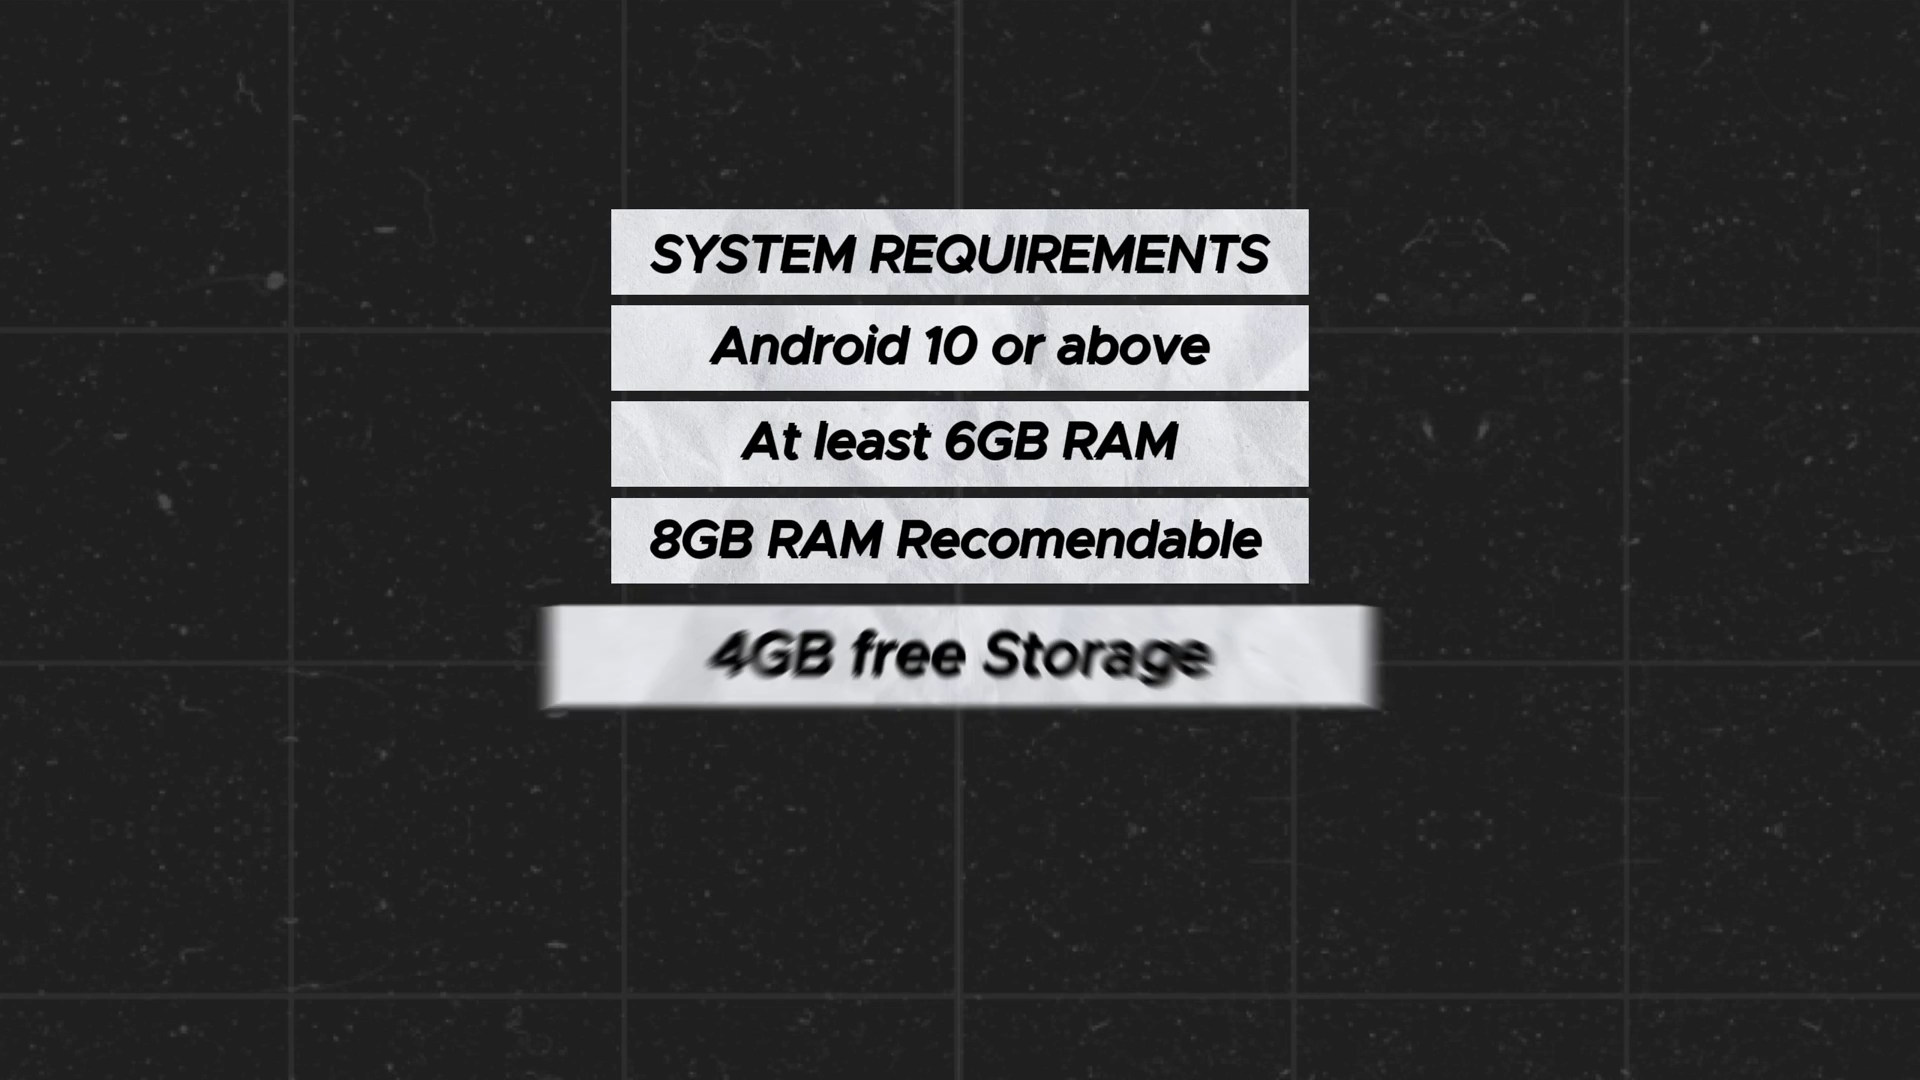 SYSTEM REQUIREMENTS
Android 10 or above
At least 6GB RAM
8GB RAM Recomendable
4GB free Storage